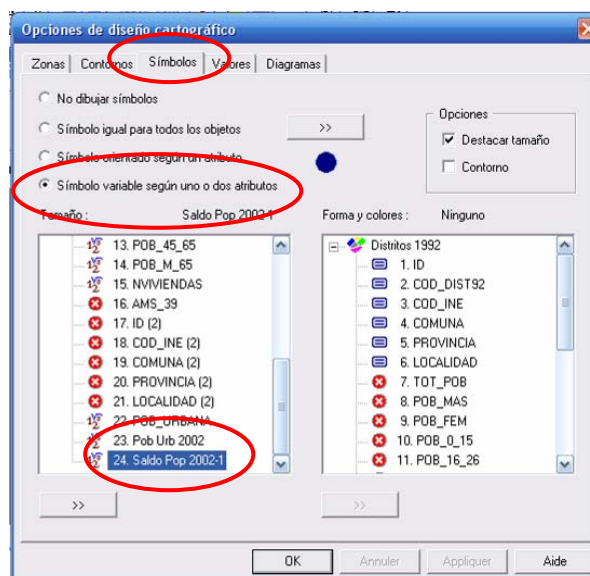 Opciones de diseño cartográfico
Zonas Contornos Símbolos Valores Diagramas
No dibujar símbolos
Símbolo igual para todos los objetos >>
Símbolo orientado según un atributo
Símbolo variable según uno o dos atributos
Opciones
Destacar tamaño
Contorno
Tamaño : Saldo Pop 2002-1
13. POB_45_65
14. POB_M_65
15. NVIVIENDAS
16. AMS_39
17. ID (2)
18. COD_INE (2)
19. COMUNA (2)
20. PROVINCIA (2)
21. LOCALIDAD (2)
22. POB_URBANA
23. Pob Urb 2002
24. Saldo Pop 2002-1
>>
Forma y colores : Ninguno
Distritos 1992
1. ID
2. COD_DIST92
3. COD_INE
4. COMUNA
5. PROVINCIA
6. LOCALIDAD
7. TOT_POB
8. POB_MAS
9. POB_FEM
10. POB_0_15
11. POB_16_26
>>
OK Annuler Appliquer Aide